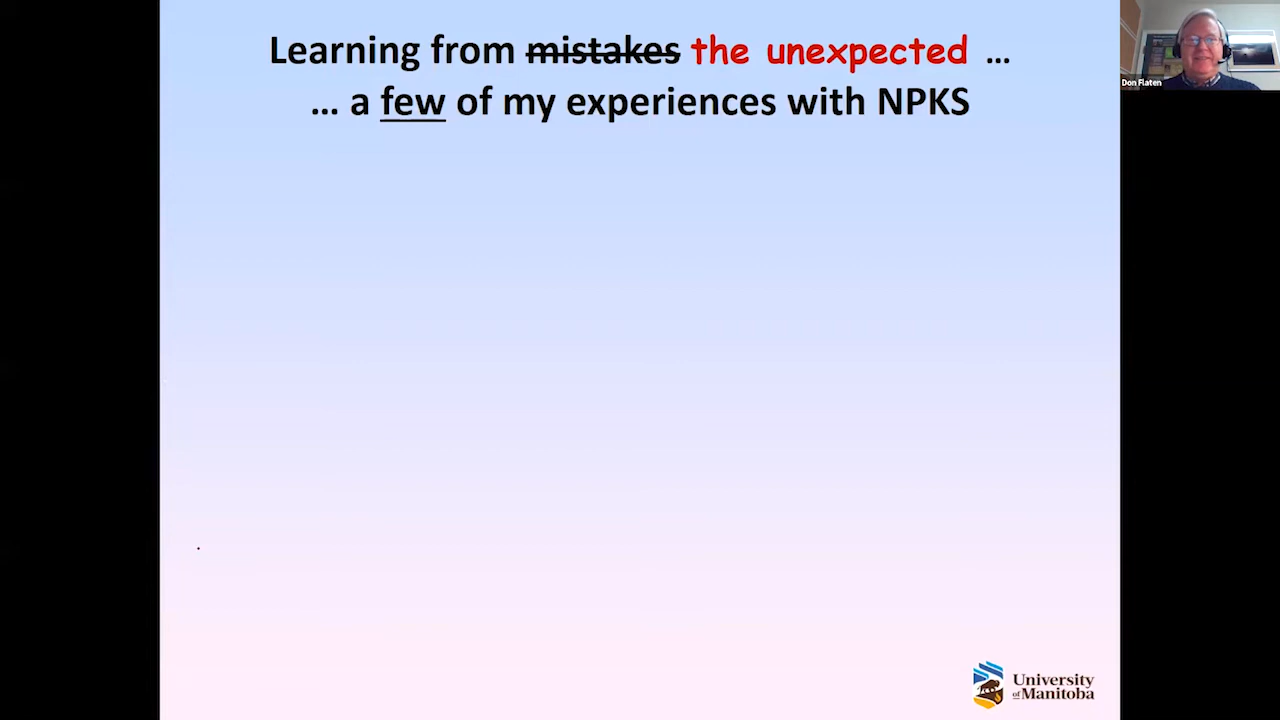 Learning from mistakes the unexpected …
… a few of my experiences with NPKS
Don Flaten
University
of Manitoba